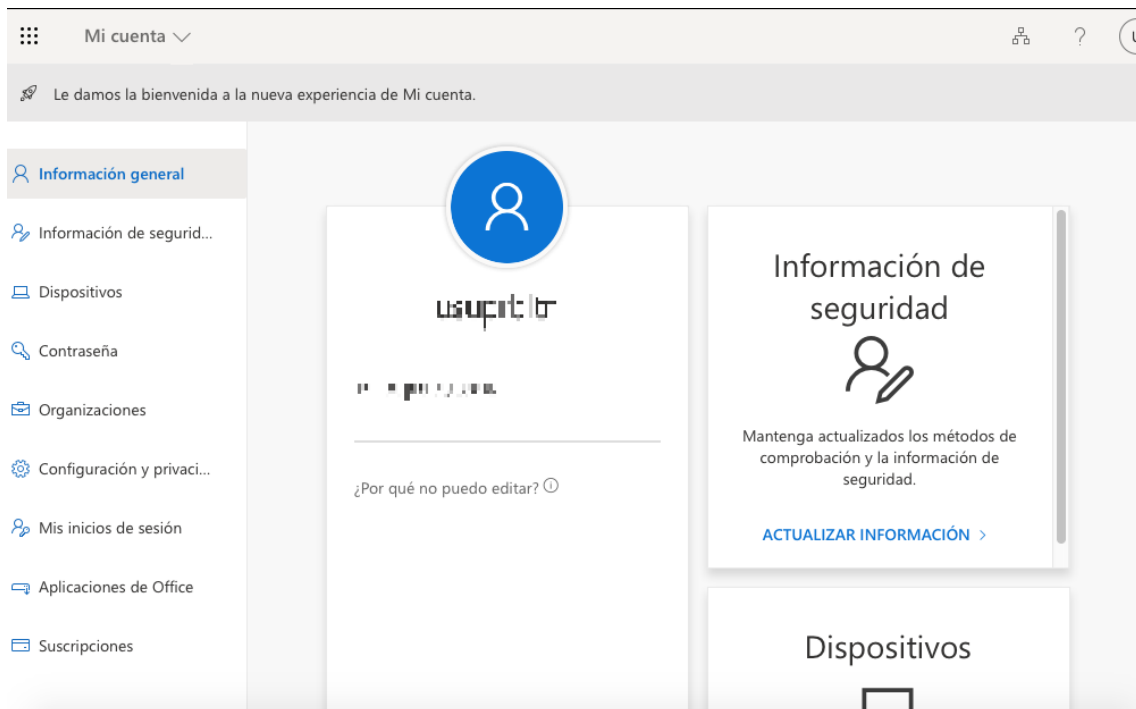 Mi cuenta
?
U
Le damos la bienvenida a la nueva experiencia de Mi cuenta.
Información general
Información de segurid...
Dispositivos
Contraseña
Organizaciones
Configuración y privaci...
Mis inicios de sesión
Aplicaciones de Office
Suscripciones
¿Por qué no puedo editar?
Información de
seguridad
Mantenga actualizados los métodos de
comprobación y la información de
seguridad.
ACTUALIZAR INFORMACIÓN >
Dispositivos